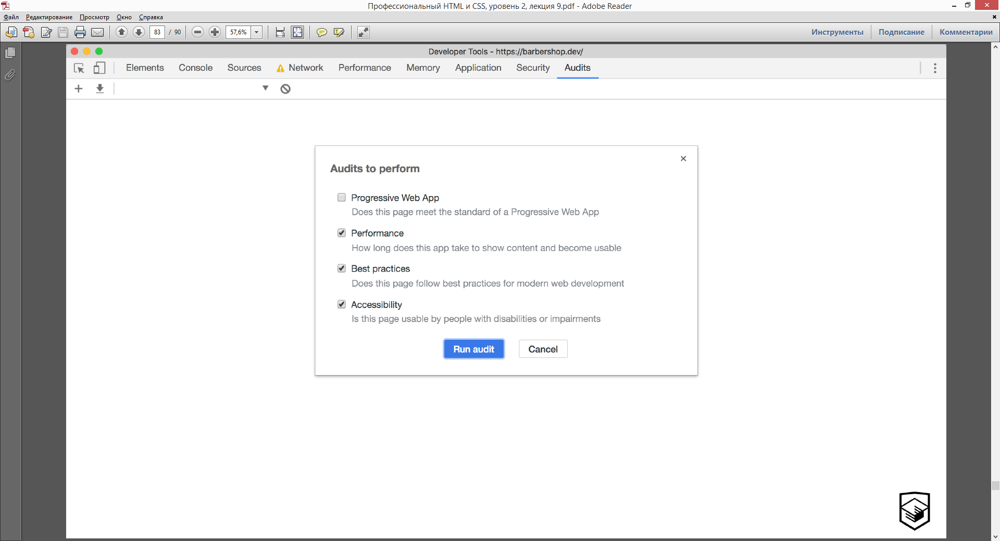 Профессиональный HTML и CSS, уровень 2, лекция 9.pdf - Adobe Reader
Файл Редактирование Просмотр Окно Справка
83 / 90 57,6% Инструменты Подписание Комментарии
Developer Tools - https://barbershop.dev/
Elements Console Sources Network Performance Memory Application Security Audits
Audits to perform
Progressive Web App
Does this page meet the standard of a Progressive Web App
Performance
How long does this app take to show content and become usable
Best practices
Does this page follow best practices for modern web development
Accessibility
Is this page usable by people with disabilities or impairments
Run audit Cancel